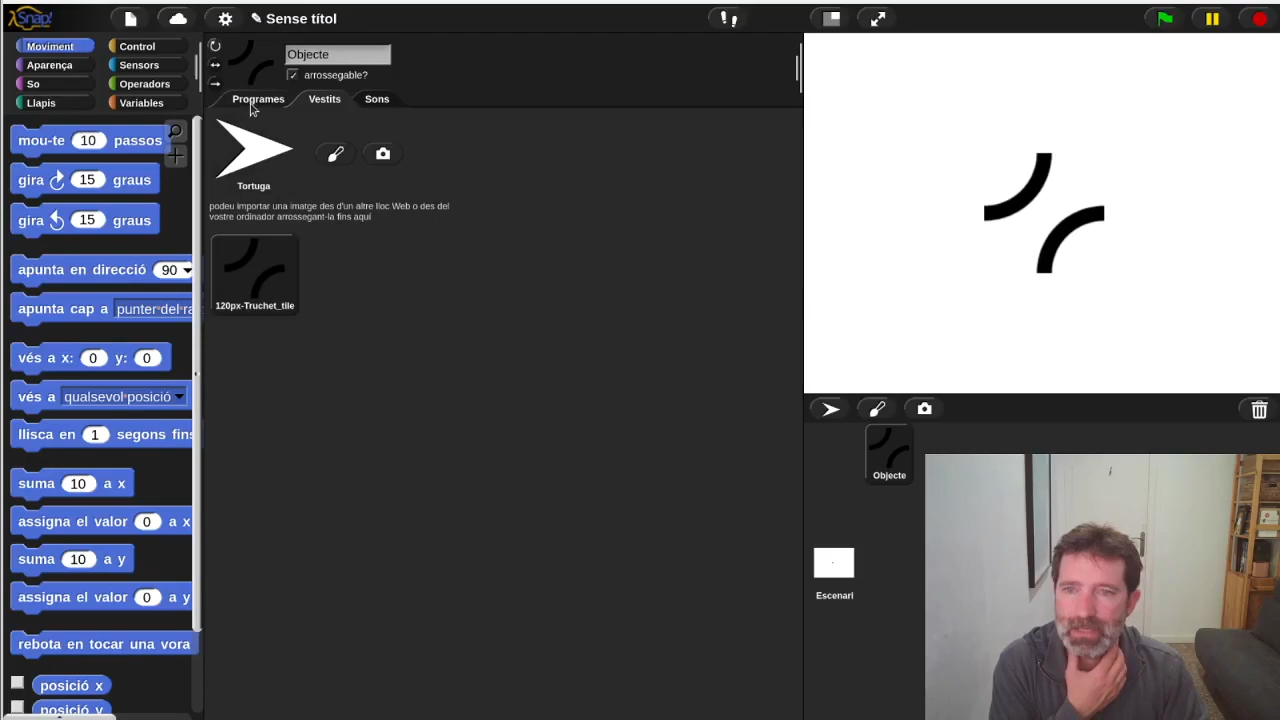 Snap!
✎ Sense títol
Moviment
Control
Aparença
Sensors
So
Operadors
Llapis
Variables
mou-te 10 passos
gira 15 graus
gira 15 graus
apunta en direcció 90
apunta cap a punter del ra
vés a x: 0 y: 0
vés a qualsevol posició
llisca en 1 segons fins
suma 10 a x
assigna el valor 0 a x
suma 10 a y
assigna el valor 0 a y
rebota en tocar una vora
posició x
posició y
Objecte
arrossegable?
Programes
Vestits
Sons
Tortuga
podeu importar una imatge des d'un altre lloc Web o des del
vostre ordinador arrossegant-la fins aquí
120px-Truchet_tile
Objecte
Escenari